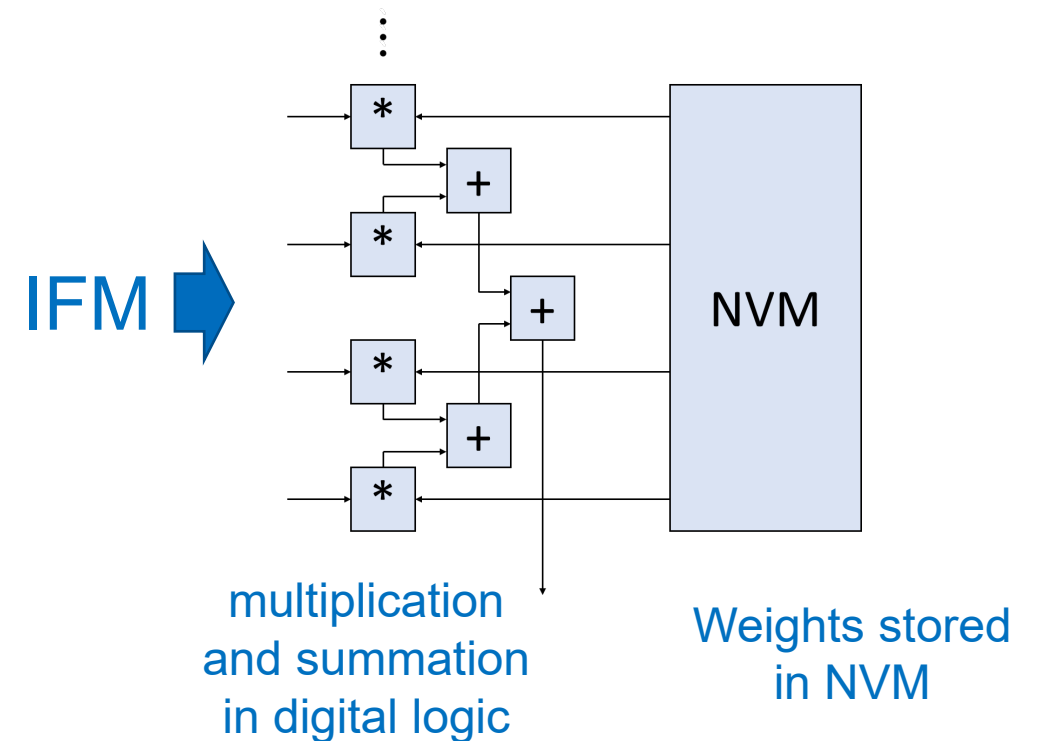 *
+
*
IFM
+
NVM
*
+
*
multiplication
and summation
in digital logic
Weights stored
in NVM